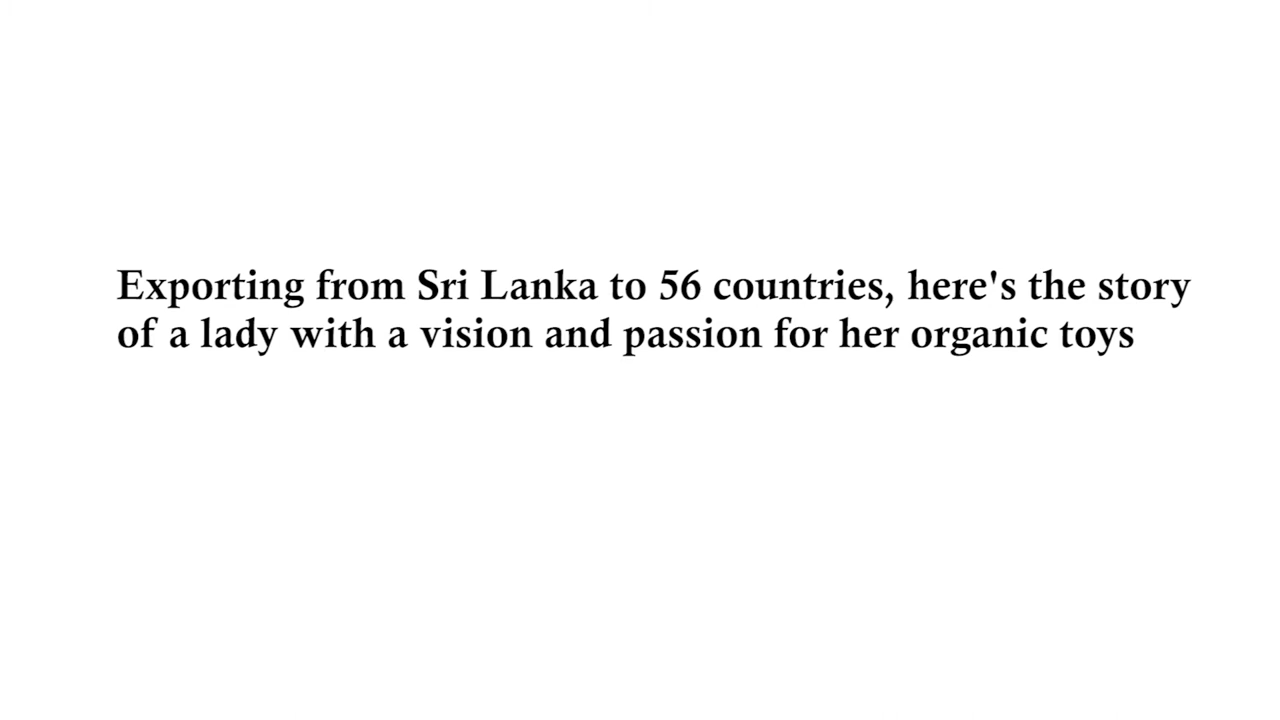 Exporting from Sri Lanka to 56 countries, here's the story
of a lady with a vision and passion for her organic toys